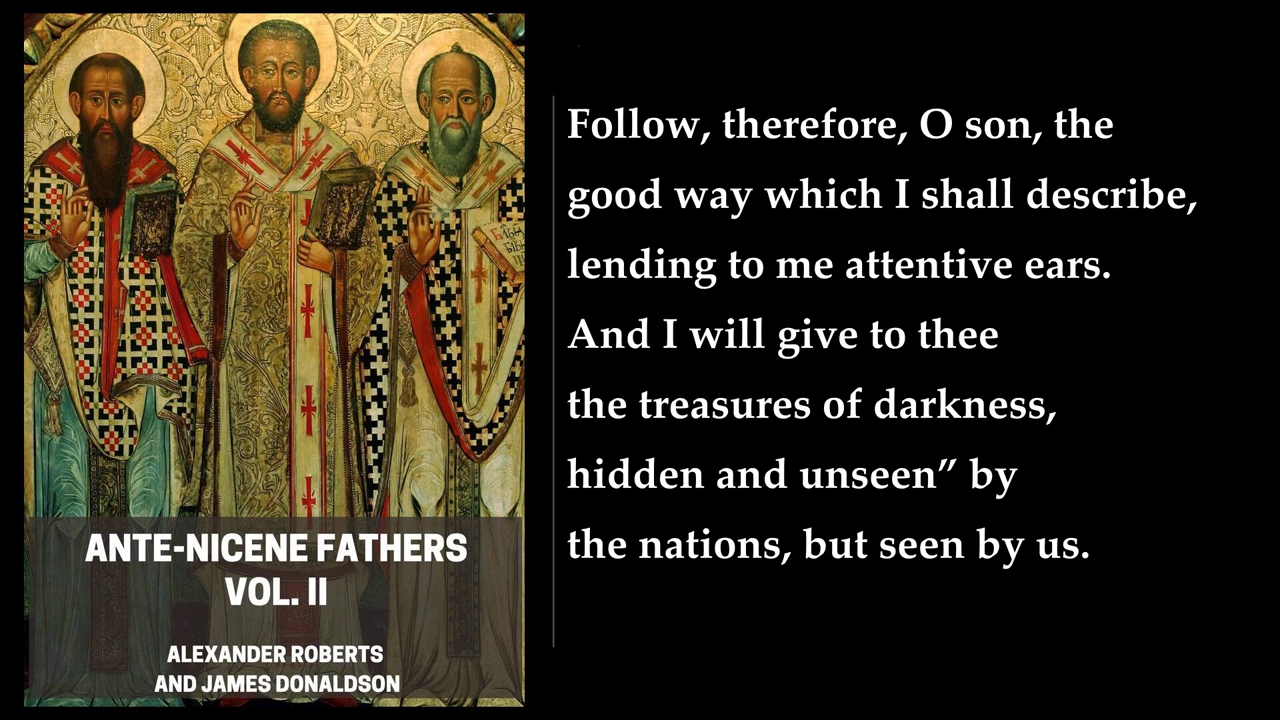 ANTE-NICENE FATHERS
VOL. II
ALEXANDER ROBERTS
AND JAMES DONALDSON
Follow, therefore, O son, the
good way which I shall describe,
lending to me attentive ears.
And I will give to thee
the treasures of darkness,
hidden and unseen” by
the nations, but seen by us.